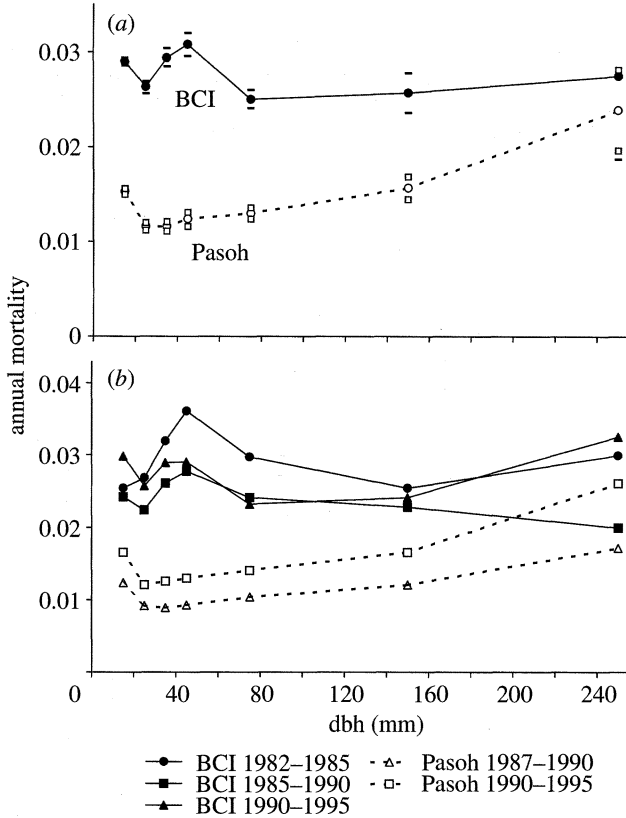 (a)
0.03
BCI
0.02
0.01
Pasoh
0
annual mortality
(b)
0.04
0.03
0.02
0.01
0 40 80 120 160 200 240
dbh (mm)
BCI 1982–1985 Pasoh 1987–1990
BCI 1985–1990 Pasoh 1990–1995
BCI 1990–1995